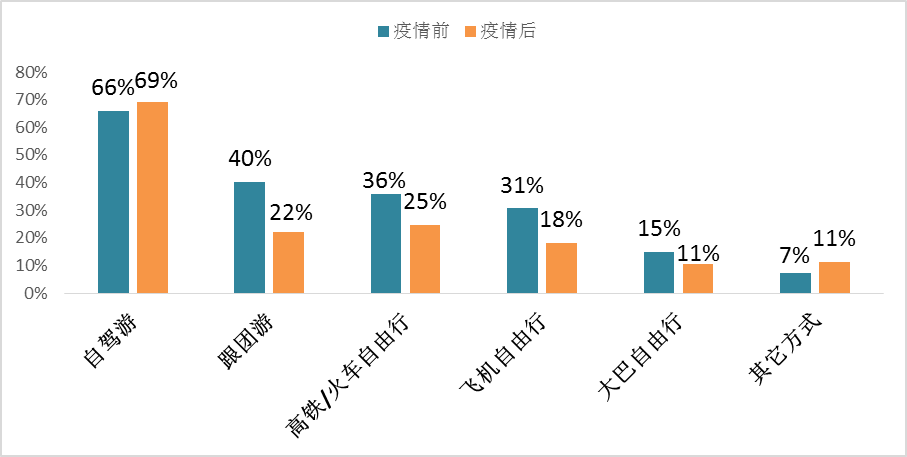 疫情前 疫情后
80%
70%
60%
50%
40%
30%
20%
10%
0%
66% 69%
40% 22%
36% 25%
31% 18%
15% 11%
7% 11%
自驾游
跟团游
高铁/火车自由行
飞机自由行
大巴自由行
其它方式